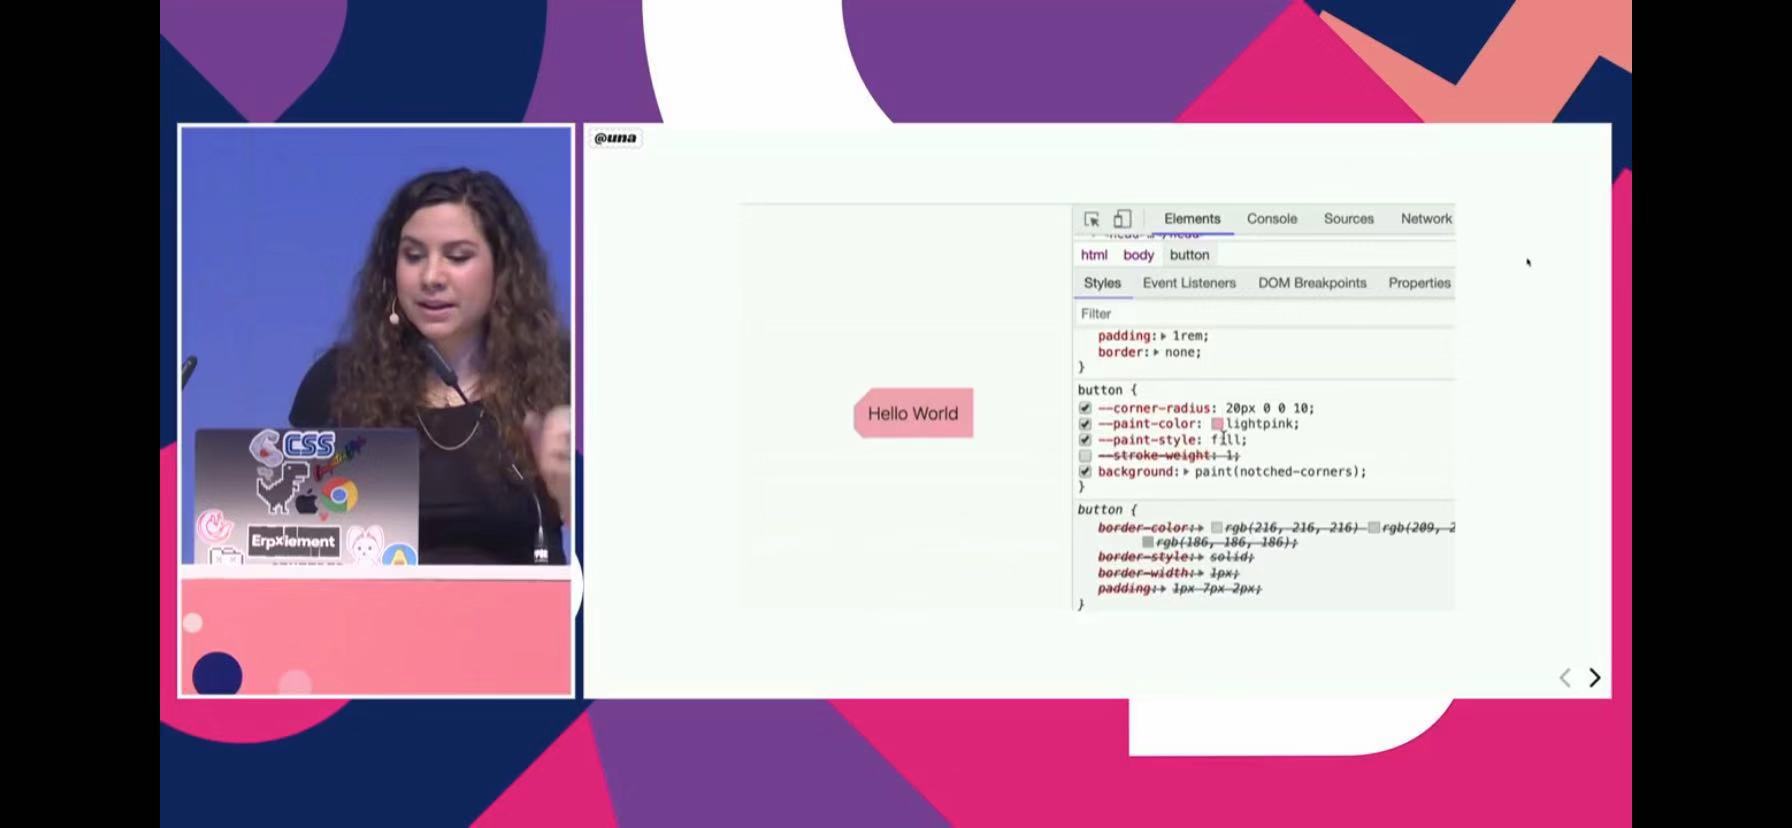 @una
Elements Console Sources Network
html body button
Styles Event Listeners DOM Breakpoints Properties
Filter
padding: 1rem;
border: none;
}
button {
--corner-radius: 20px 0 0 10;
--paint-color: lightpink;
--paint-style: fill;
--stroke-weight: 1;
background: paint(notched-corners);
}
button {
border-color: rgb(216, 216, 216) rgb(209, 2
rgb(186, 186, 186);
border-style: solid;
border-width: 1px;
padding: 1px 7px 2px;
}
Hello World
CSS
Erpxlement